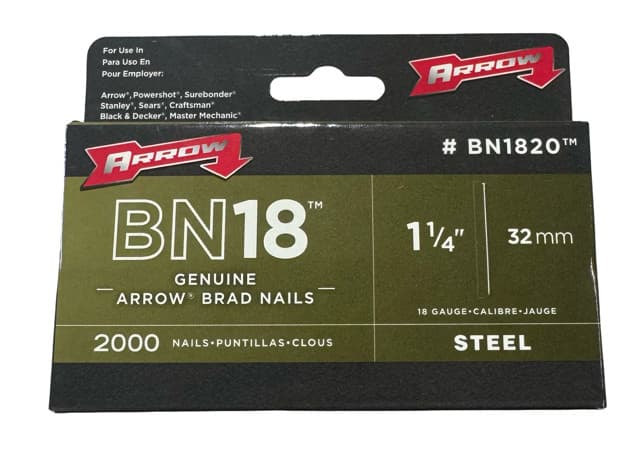 For Use In
Para Uso En
Pour Employer:
Arrow®, Powershot®, Surebonder®
Stanley®, Sears®, Craftsman®
Black & Decker®, Master Mechanic®
ARROW
ARROW
# BN1820™
BN18™
GENUINE
ARROW® BRAD NAILS
1 1/4"
32 mm
18 GAUGE•CALIBRE•JAUGE
2000 NAILS•PUNTILLAS•CLOUS
STEEL